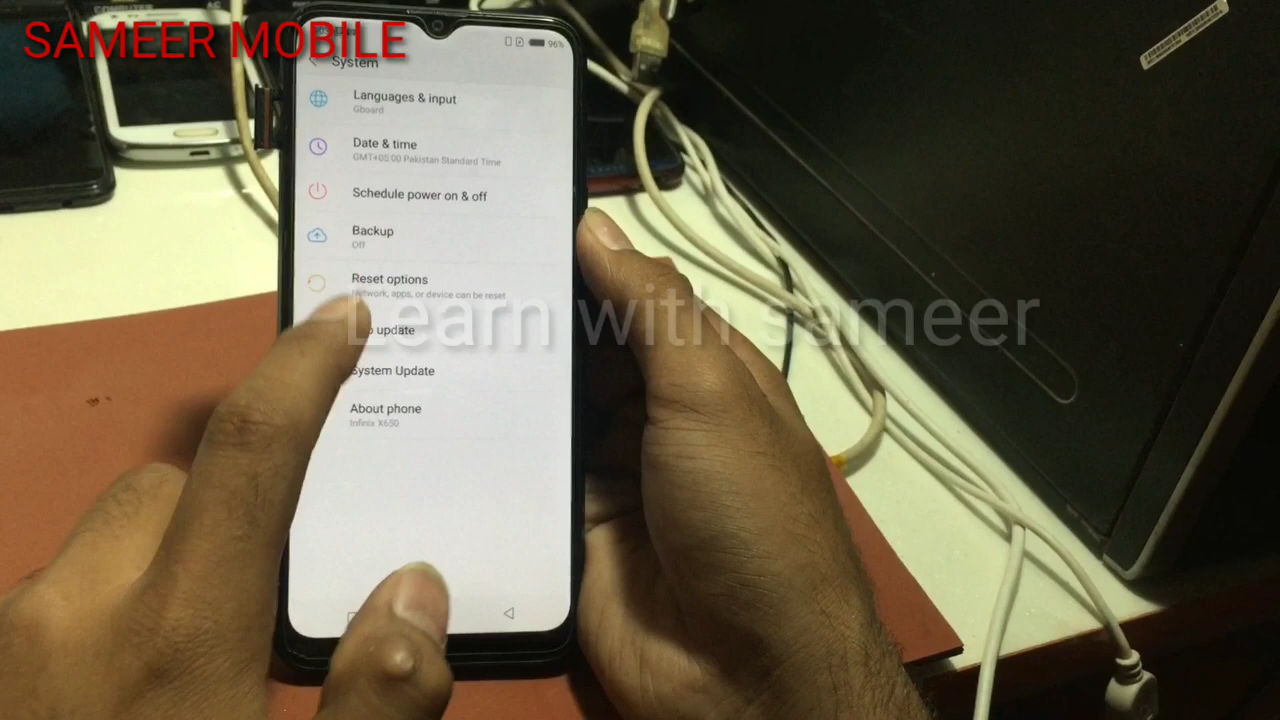 SAMEER MOBILE
96%
System
Languages & input
Gboard
Date & time
GMT+05:00 Pakistan Standard Time
Schedule power on & off
Backup
Off
Reset options
Network, apps, or device can be reset
Learn with sameer
update
System Update
About phone
Infinix X650